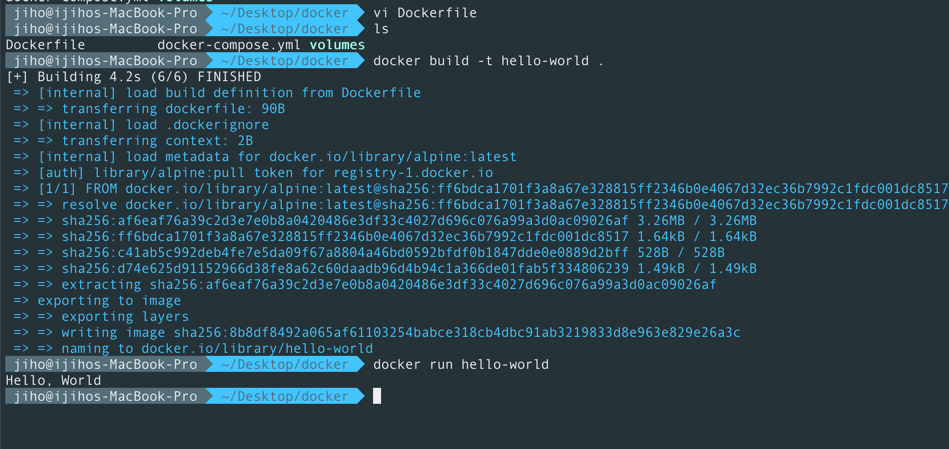 jiho@ijihos-MacBook-Pro ~/Desktop/docker vi Dockerfile
jiho@ijihos-MacBook-Pro ~/Desktop/docker ls
Dockerfile docker-compose.yml volumes
jiho@ijihos-MacBook-Pro ~/Desktop/docker docker build -t hello-world .
[+] Building 4.2s (6/6) FINISHED
=> [internal] load build definition from Dockerfile
=> => transferring dockerfile: 90B
=> [internal] load .dockerignore
=> => transferring context: 2B
=> [internal] load metadata for docker.io/library/alpine:latest
=> [auth] library/alpine:pull token for registry-1.docker.io
=> [1/1] FROM docker.io/library/alpine:latest@sha256:ff6bdca1701f3a8a67e328815ff2346b0e4067d32ec36b7992c1fdc001dc8517
=> => resolve docker.io/library/alpine:latest@sha256:ff6bdca1701f3a8a67e328815ff2346b0e4067d32ec36b7992c1fdc001dc8517
=> => sha256:af6eaf76a39c2d3e7e0b8a0420486e3df33c4027d696c076a99a3d0ac09026af 3.26MB / 3.26MB
=> => sha256:ff6bdca1701f3a8a67e328815ff2346b0e4067d32ec36b7992c1fdc001dc8517 1.64kB / 1.64kB
=> => sha256:c41ab5c992deb4fe7e5da09f67a8804a46bd0592bfdf0b1847dde0e0889d2bff 528B / 528B
=> => sha256:d74e625d91152966d38fe8a62c60daadb96d4b94c1a366de01fab5f334806239 1.49kB / 1.49kB
=> => extracting sha256:af6eaf76a39c2d3e7e0b8a0420486e3df33c4027d696c076a99a3d0ac09026af
=> exporting to image
=> => exporting layers
=> => writing image sha256:8b8df8492a065af61103254babce318cb4dbc91ab3219833d8e963e829e26a3c
=> => naming to docker.io/library/hello-world
jiho@ijihos-MacBook-Pro ~/Desktop/docker docker run hello-world
Hello, World
jiho@ijihos-MacBook-Pro ~/Desktop/docker